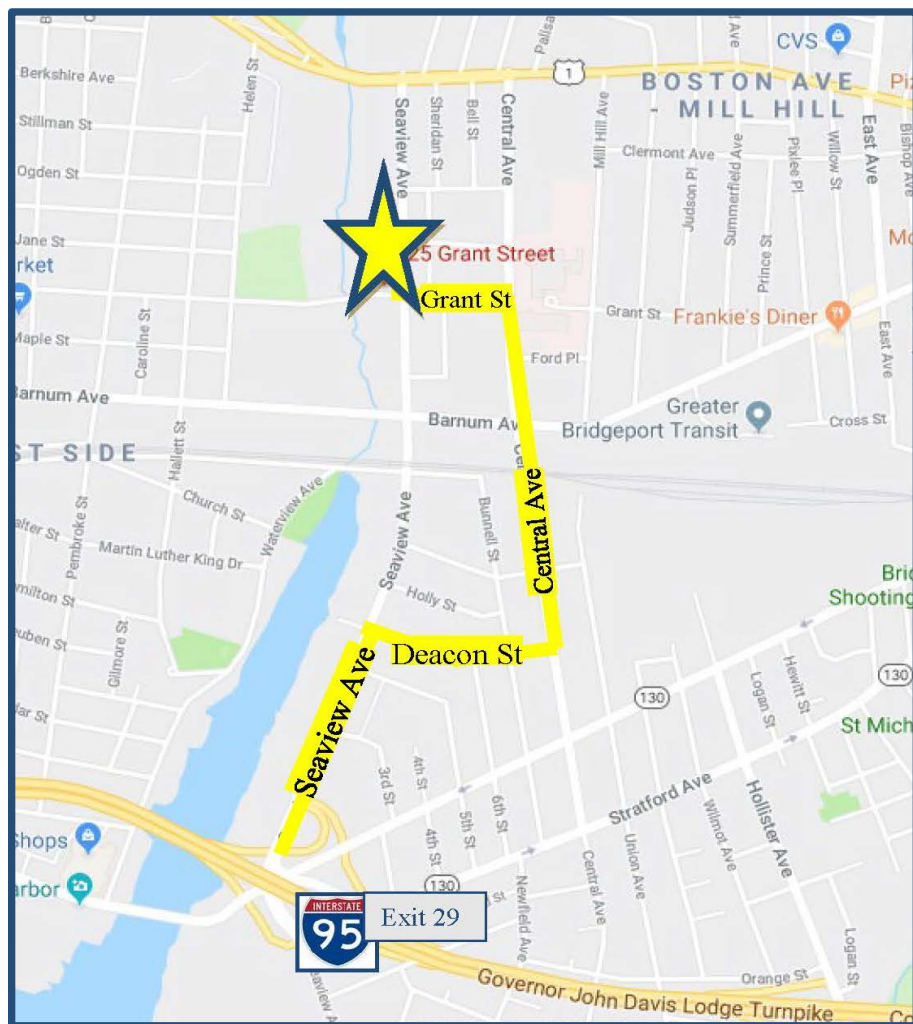 Palisa
CVS
1
BOSTON AVE
MILL HILL
Berkshire Ave
Helen St
Seaview Ave
Sheridan St
Bell St
Central Ave
Mill Hill Ave
Stillman St
Clermont Ave
Judson Pl
Summerfield Ave
Pixlee Pl
Willow St
East Ave
Bishop Ave
Ogden St
Jane St
rket
25 Grant Street
Prince St
Grant St
Grant St
Frankie's Diner
Maple St
Caroline St
Ford Pl
East Ave
Barnum Ave
Barnum Ave
Greater
Bridgeport Transit
Cross St
ST SIDE
Hallett St
Church St
Waterview Ave
Pembroke St
Seaview Ave
Bunnell St
Central Ave
Martin Luther King Dr
Holly St
Shooting
Gilmore St
Deacon St
Seaview Ave
130
130
Logan St
Hewitt St
St Mich
3rd St
4th St
4th St
5th St
6th St
Stratford Ave
Hollister Ave
Wilmot Ave
Union Ave
Central Ave
Newfield Ave
130
Shops
arbor
INTERSTATE
95
Exit 29
Logan St
Orange St
Governor John Davis Lodge Turnpike